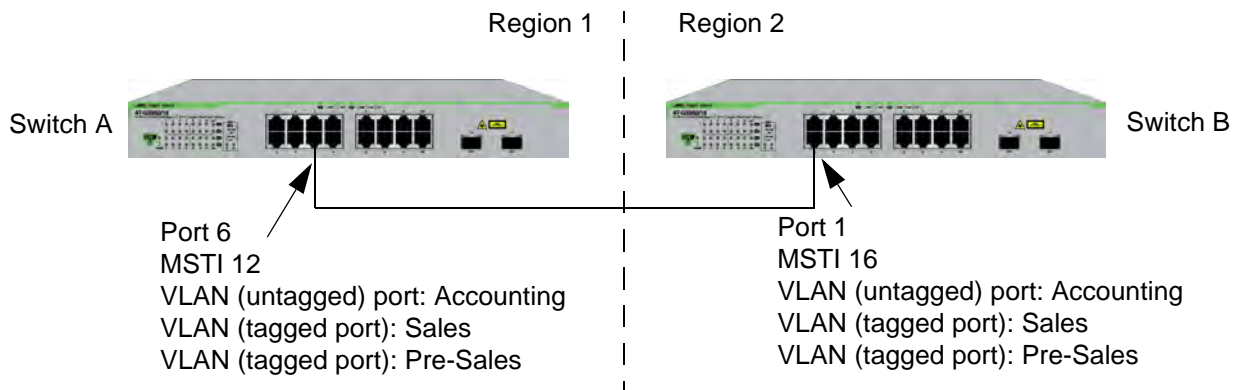 Region 1
Region 2
Switch A
Switch B
Port 6
MSTI 12
VLAN (untagged) port: Accounting
VLAN (tagged port): Sales
VLAN (tagged port): Pre-Sales
Port 1
MSTI 16
VLAN (untagged) port: Accounting
VLAN (tagged port): Sales
VLAN (tagged port): Pre-Sales